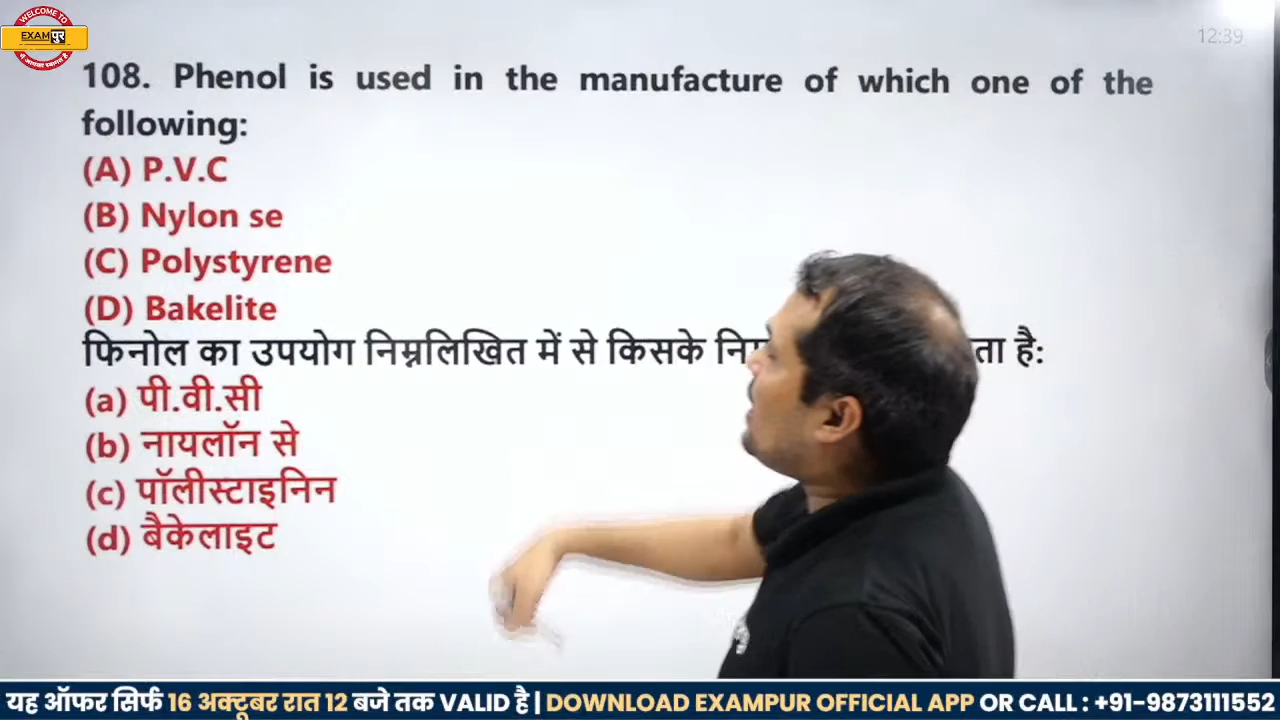 WELCOME TO
EXAMपुर
12:39
108. Phenol is used in the manufacture of which one of the
following:
(A) P.V.C
(B) Nylon se
(C) Polystyrene
(D) Bakelite
फिनोल का उपयोग निम्नलिखित में से किसके है:
(a) पी.वी.सी
(b) नायलॉन से
(c) पॉलीस्टाइनिन
(d) बैकेलाइट
यह ऑफर सिर्फ 16 अक्टूबर रात 12 बजे तक VALID है | DOWNLOAD EXAMPUR OFFICIAL APP OR CALL : +91-9873111552